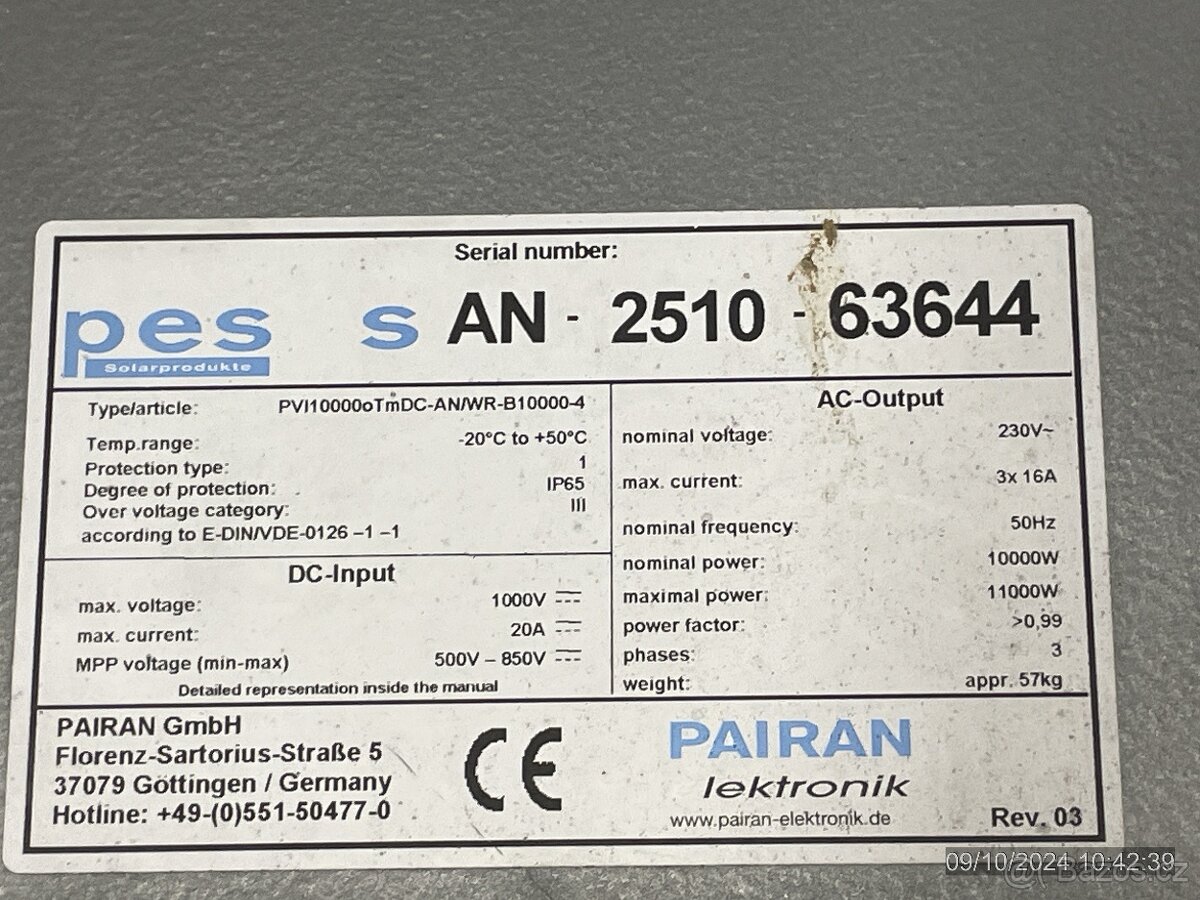 Serial number:
pes s AN - 2510 - 63644
Solarprodukte
Type/article: PVI10000oTmDC-AN/WR-B10000-4
Temp.range: -20°C to +50°C
Protection type: 1
Degree of protection: IP65
Over voltage category: III
according to E-DIN/VDE-0126 –1 –1
DC-Input
max. voltage: 1000V
max. current: 20A
MPP voltage (min-max) 500V – 850V
Detailed representation inside the manual
AC-Output
nominal voltage: 230V~
max. current: 3x 16A
nominal frequency: 50Hz
nominal power: 10000W
maximal power: 11000W
power factor: >0,99
phases: 3
weight: appr. 57kg
PAIRAN GmbH
Florenz-Sartorius-Straße 5
37079 Göttingen / Germany
Hotline: +49-(0)551-50477-0
CE
PAIRAN
lektronik
www.pairan-elektronik.de
Rev. 03
09/10/2024 10:42:39
@ Bazos.cz